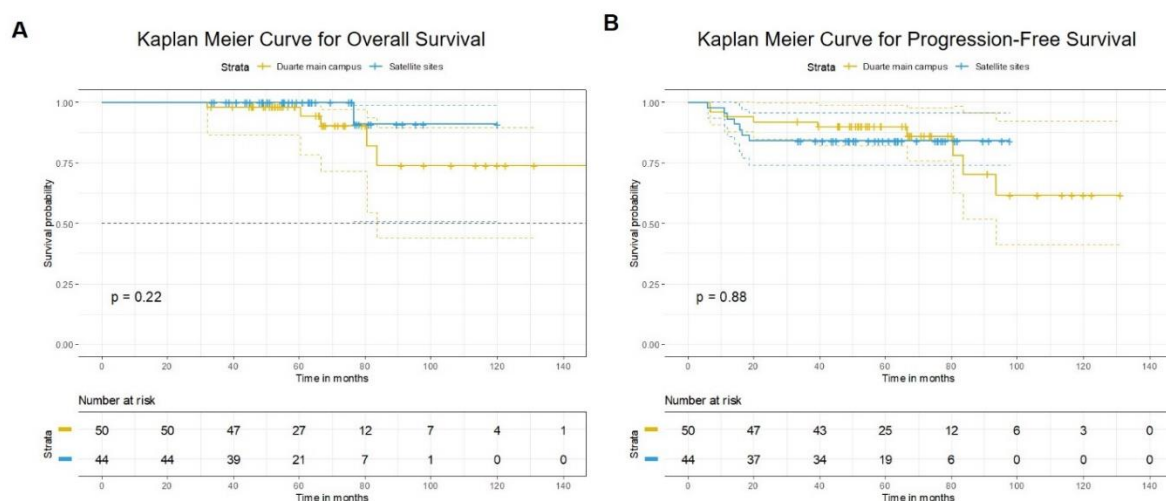 A
Kaplan Meier Curve for Overall Survival
Strata Duarte main campus Satellite sites
Survival probability
1.00
0.75
0.50
0.25
0.00
p = 0.22
0 20 40 60 80 100 120 140
Time in months
Number at risk
Strata
50 50 47 27 12 7 4 1
44 44 39 21 7 1 0 0
0 20 40 60 80 100 120 140
Time in months
B
Kaplan Meier Curve for Progression-Free Survival
Strata Duarte main campus Satellite sites
Survival probability
1.00
0.75
0.50
0.25
0.00
p = 0.88
0 20 40 60 80 100 120 140
Time in months
Number at risk
Strata
50 47 43 25 12 6 3 0
44 37 34 19 6 0 0 0
0 20 40 60 80 100 120 140
Time in months